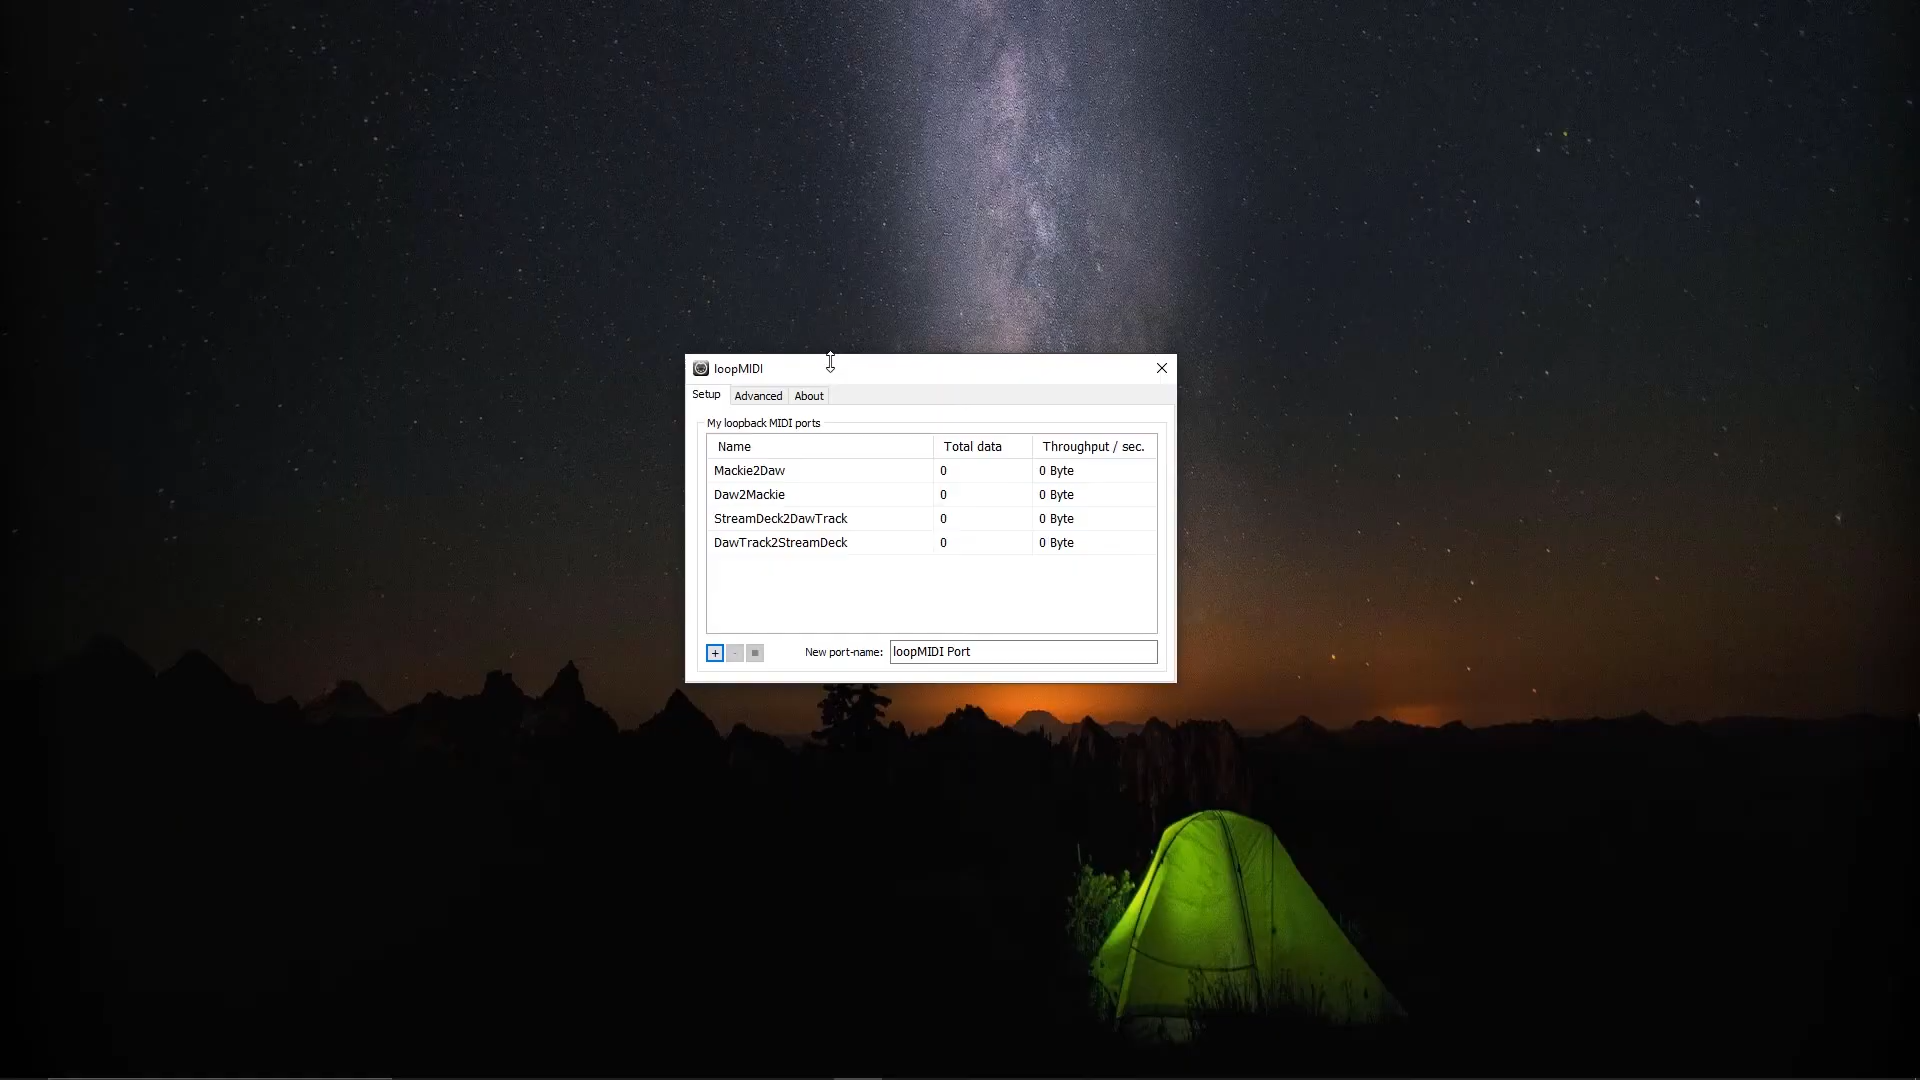 loopMIDI
Setup Advanced About
My loopback MIDI ports
Name Total data Throughput / sec.
Mackie2Daw 0 0 Byte
Daw2Mackie 0 0 Byte
StreamDeck2DawTrack 0 0 Byte
DawTrack2StreamDeck 0 0 Byte
+ - New port-name: loopMIDI Port